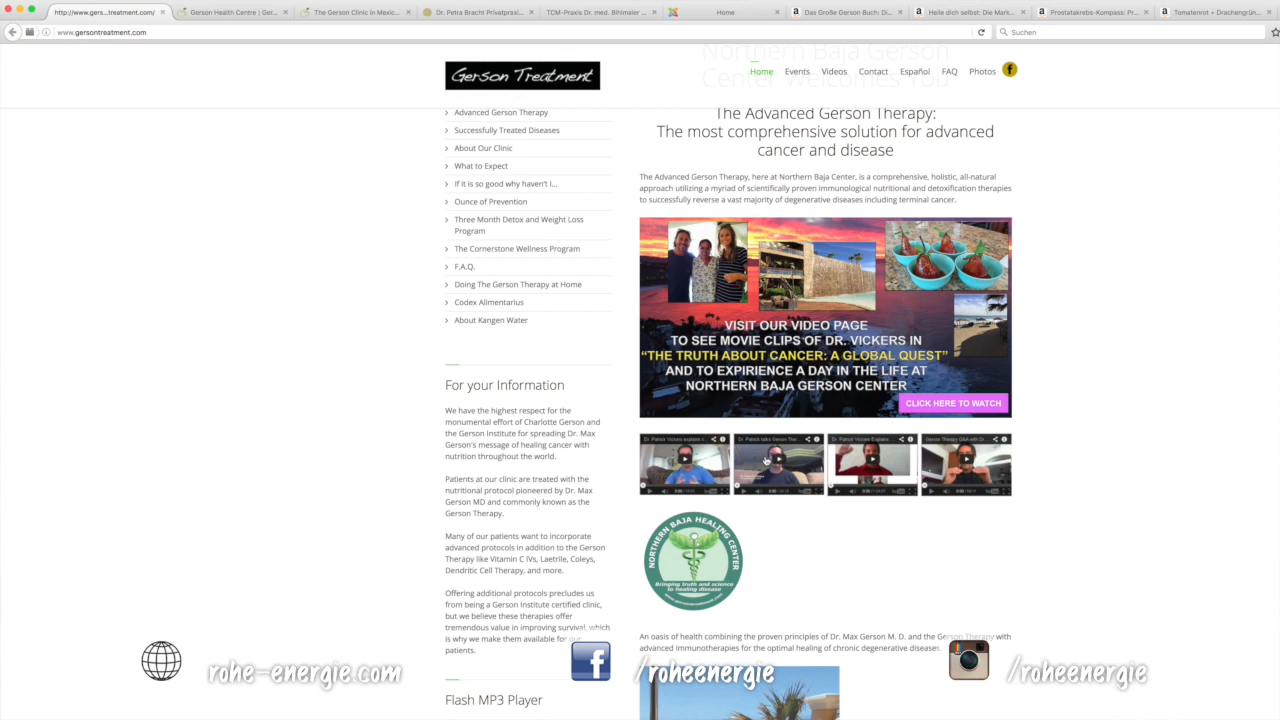 http://www.gers...treatment.com/
Gerson Health Centre | Ger...
The Gerson Clinic in Mexic...
Dr. Petra Bracht Privatpraxi...
TCM-Praxis Dr. med. Bihlmaier ...
Home
Das Große Gerson Buch: Di...
Heile dich selbst: Die Mark...
Prostatakrebs-Kompass: Pr...
Tomatenrot + Drachengrün...
www.gersontreatment.com
Suchen
Northern Baja Gerson
Center Welcomes You
Gerson Treatment
Home
Events
Videos
Contact
Español
FAQ
Photos
Advanced Gerson Therapy
Successfully Treated Diseases
About Our Clinic
What to Expect
If it is so good why haven't I...
Ounce of Prevention
Three Month Detox and Weight Loss
Program
The Cornerstone Wellness Program
F.A.Q.
Doing The Gerson Therapy at Home
Codex Alimentarius
About Kangen Water
For your Information
We have the highest respect for the
monumental effort of Charlotte Gerson and
the Gerson Institute for spreading Dr. Max
Gerson's message of healing cancer with
nutrition throughout the world.
Patients at our clinic are treated with the
nutritional protocol pioneered by Dr. Max
Gerson MD and commonly known as the
Gerson Therapy.
Many of our patients want to incorporate
advanced protocols in addition to the Gerson
Therapy like Vitamin C IVs, Laetrile, Coleys,
Dendritic Cell Therapy, and more.
Offering additional protocols precludes us
from being a Gerson Institute certified clinic,
but we believe these therapies offer
tremendous value in improving survival, which
is why we make them available for our
patients.
Flash MP3 Player
The Advanced Gerson Therapy:
The most comprehensive solution for advanced
cancer and disease
The Advanced Gerson Therapy, here at Northern Baja Center, is a comprehensive, holistic, all-natural
approach utilizing a myriad of scientifically proven immunological nutritional and detoxification therapies
to successfully reverse a vast majority of degenerative diseases including terminal cancer.
VISIT OUR VIDEO PAGE
TO SEE MOVIE CLIPS OF DR. VICKERS IN
"THE TRUTH ABOUT CANCER: A GLOBAL QUEST"
AND TO EXPIRIENCE A DAY IN THE LIFE AT
NORTHERN BAJA GERSON CENTER
CLICK HERE TO WATCH
Dr. Patrick Vickers explains
Dr. Patrick talks Gerson Ther...
Dr. Patrick Vickers Explains
Gerson Therapy Q&A with Dr...
NORTHERN BAJA HEALING CENTER
Bringing truth and science
to healing disease
www.gersontreatment.com
An oasis of health combining the proven principles of Dr. Max Gerson M. D. and the Gerson Therapy with
advanced immunotherapies for the optimal healing of chronic degenerative diseases.
rohe-energie.com
/roheenergie
/roheenergie